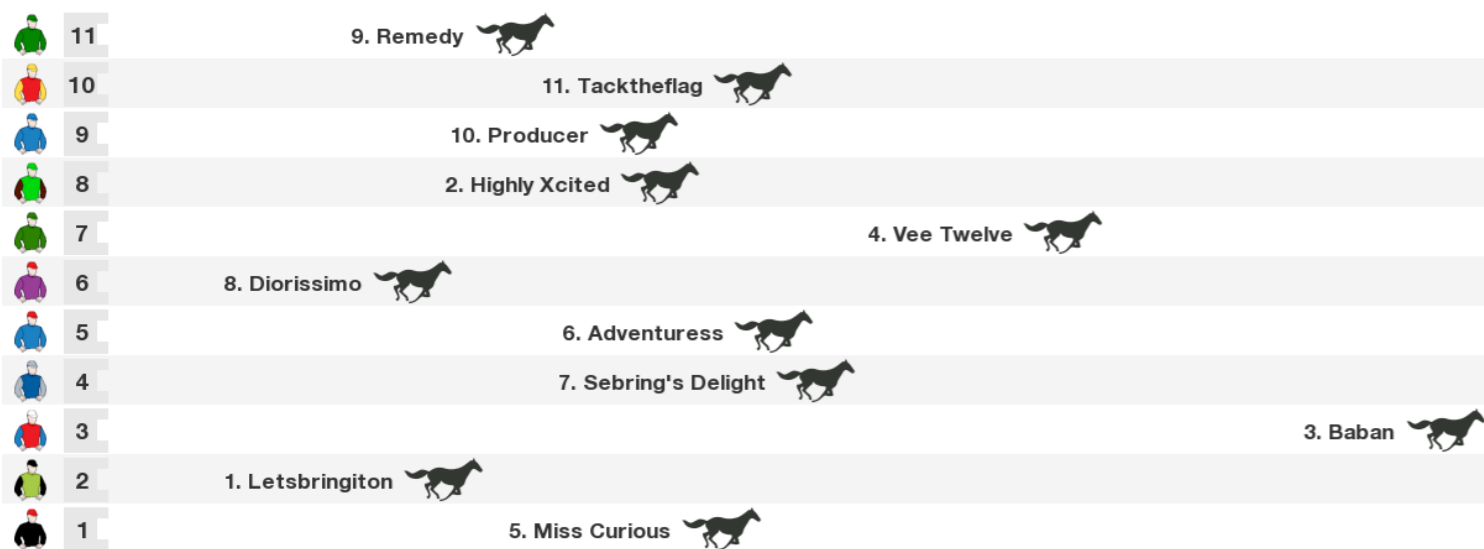 11 9. Remedy
10 11. Tacktheflag
9 10. Producer
8 2. Highly Xcited
7 4. Vee Twelve
6 8. Diorissimo
5 6. Adventuress
4 7. Sebring's Delight
3 3. Baban
2 1. Letsbringiton
1 5. Miss Curious